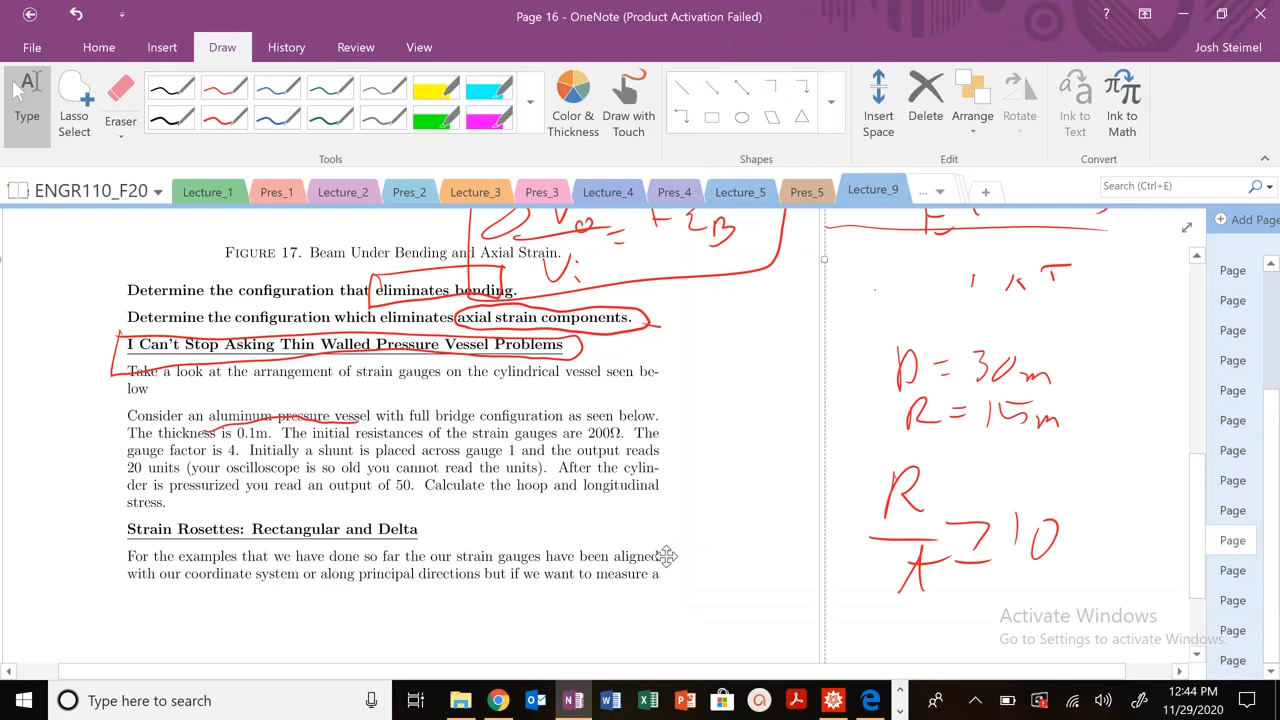 Page 16 - OneNote (Product Activation Failed)
?
File
Home
Insert
Draw
History
Review
View
Josh Steimel
Type
Lasso Select
Eraser
Color & Thickness
Draw with Touch
Insert Space
Delete
Arrange
Rotate
Ink to Text
Ink to Math
Tools
Shapes
Edit
Convert
ENGR110_F20
Lecture_1
Pres_1
Lecture_2
Pres_2
Lecture_3
Pres_3
Lecture_4
Pres_4
Lecture_5
Pres_5
Lecture_9
...
Search (Ctrl+E)
Add Page
FIGURE 17. Beam Under Bending and Axial Strain.
Determine the configuration that eliminates bending.
Determine the configuration which eliminates axial strain components.
I Can't Stop Asking Thin Walled Pressure Vessel Problems
Take a look at the arrangement of strain gauges on the cylindrical vessel seen be-
low
Consider an aluminum pressure vessel with full bridge configuration as seen below.
The thickness is 0.1m. The initial resistances of the strain gauges are 200Ω. The
gauge factor is 4. Initially a shunt is placed across gauge 1 and the output reads
20 units (your oscilloscope is so old you cannot read the units). After the cylin-
der is pressurized you read an output of 50. Calculate the hoop and longitudinal
stress.
Strain Rosettes: Rectangular and Delta
For the examples that we have done so far the our strain gauges have been aligned
with our coordinate system or along principal directions but if we want to measure a
D = 30m
R = 15m
R
≥ 10
t
Page
Page
Page
Page
Page
Page
Page
Page
Page
Page
Page
Page
Page
Page
Activate Windows
Go to Settings to activate Windows.
Type here to search
12:44 PM
11/29/2020